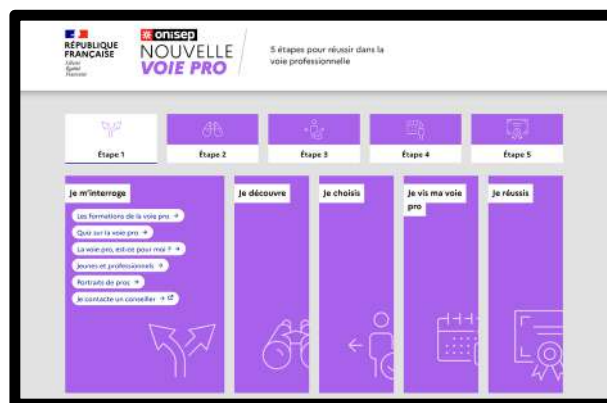 RÉPUBLIQUE
FRANÇAISE
Liberté
Égalité
Fraternité
onisep
NOUVELLE
VOIE PRO
5 étapes pour réussir dans la
voie professionnelle
Étape 1
Étape 2
Étape 3
Étape 4
Étape 5
Je m'interroge
Les formations de la voie pro →
Quiz sur la voie pro →
La voie pro, est-ce pour moi ? →
Jeunes et professionnels →
Portraits de pros →
Je contacte un conseiller →
Je découvre
Je choisis
Je vis ma voie
pro
Je réussis